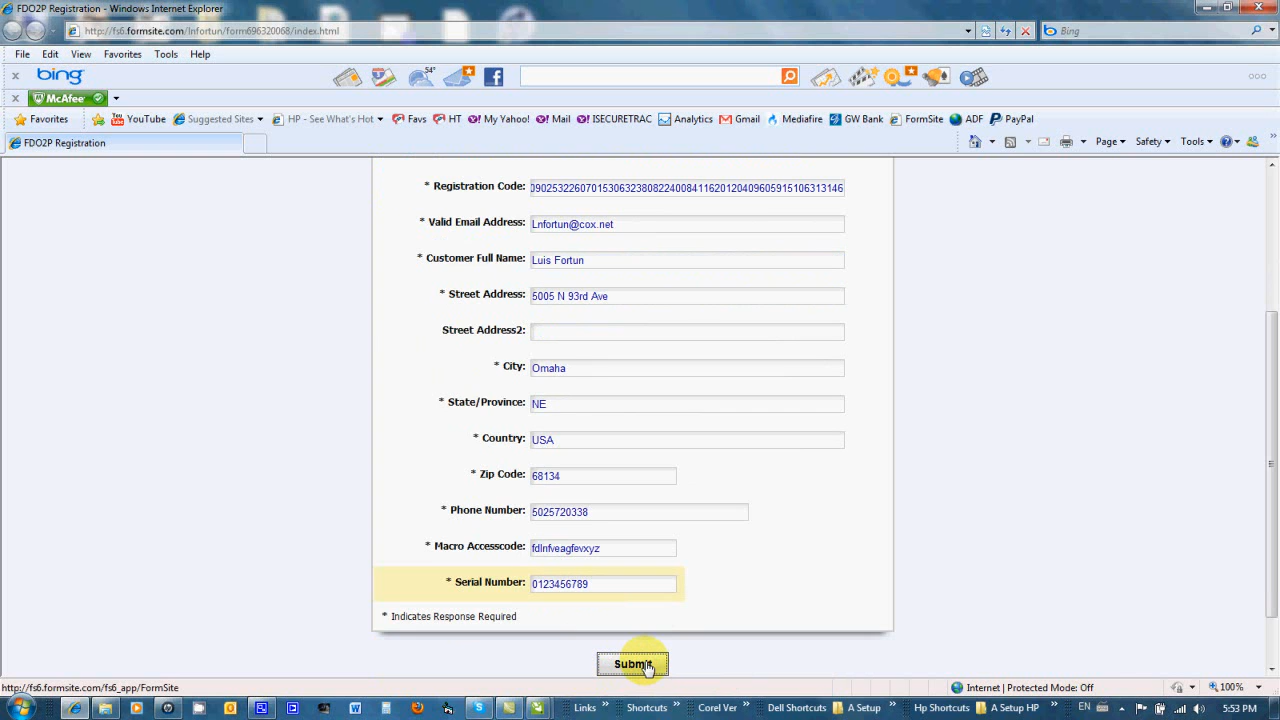 FDO2P Registration - Windows Internet Explorer
http://fs6.formsite.com/lnfortun/form696320068/index.html
Bing
File Edit View Favorites Tools Help
bing 54°
McAfee
Favorites YouTube Suggested Sites HP - See What's Hot Favs HT My Yahoo! Mail ISECURETRAC Analytics Gmail Mediafire GW Bank FormSite ADF PayPal
FDO2P Registration Page Safety Tools
* Registration Code: 0902532260701530632380822400841162012040960591510631314​6
* Valid Email Address: Lnfortun@cox.net
* Customer Full Name: Luis Fortun
* Street Address: 5005 N 93rd Ave
Street Address2:
* City: Omaha
* State/Province: NE
* Country: USA
* Zip Code: 68134
* Phone Number: 5025720338
* Macro Accesscode: fdlnfveagfevxyz
* Serial Number: 0123456789
* Indicates Response Required
Submit
http://fs6.formsite.com/fs6_app/FormSite Internet | Protected Mode: Off 100%
Links Shortcuts Corel Ver Dell Shortcuts A Setup Hp Shortcuts A Setup HP EN 5:53 PM